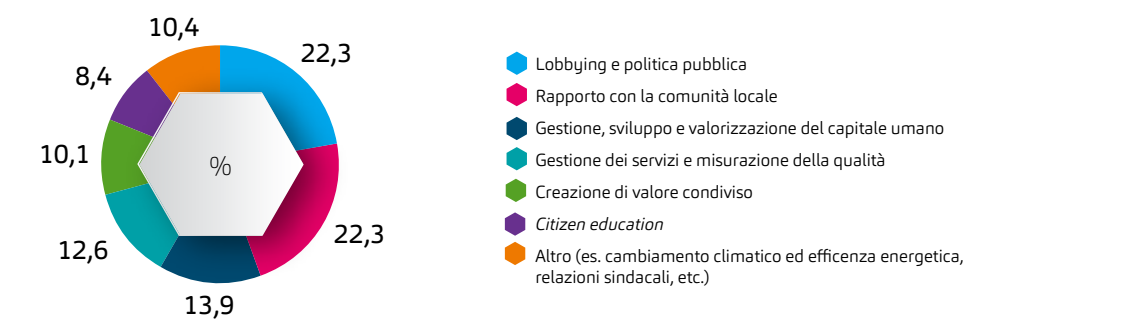 10,4
22,3
8,4
10,1
%
12,6
22,3
13,9
Lobbying e politica pubblica
Rapporto con la comunità locale
Gestione, sviluppo e valorizzazione del capitale umano
Gestione dei servizi e misurazione della qualità
Creazione di valore condiviso
Citizen education
Altro (es. cambiamento climatico ed efficenza energetica,
relazioni sindacali, etc.)